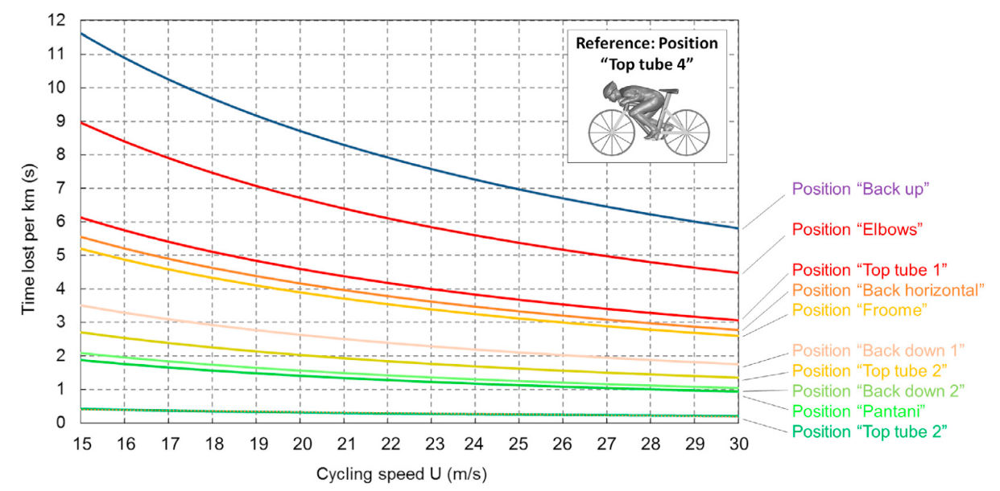 12
11
10
9
8
7
6
5
4
3
2
1
0
Time lost per km (s)
Reference: Position
“Top tube 4”
Position “Back up”
Position “Elbows”
Position “Top tube 1”
Position “Back horizontal”
Position “Froome”
Position “Back down 1”
Position “Top tube 2”
Position “Back down 2”
Position “Pantani”
Position “Top tube 2”
15 16 17 18 19 20 21 22 23 24 25 26 27 28 29 30
Cycling speed U (m/s)